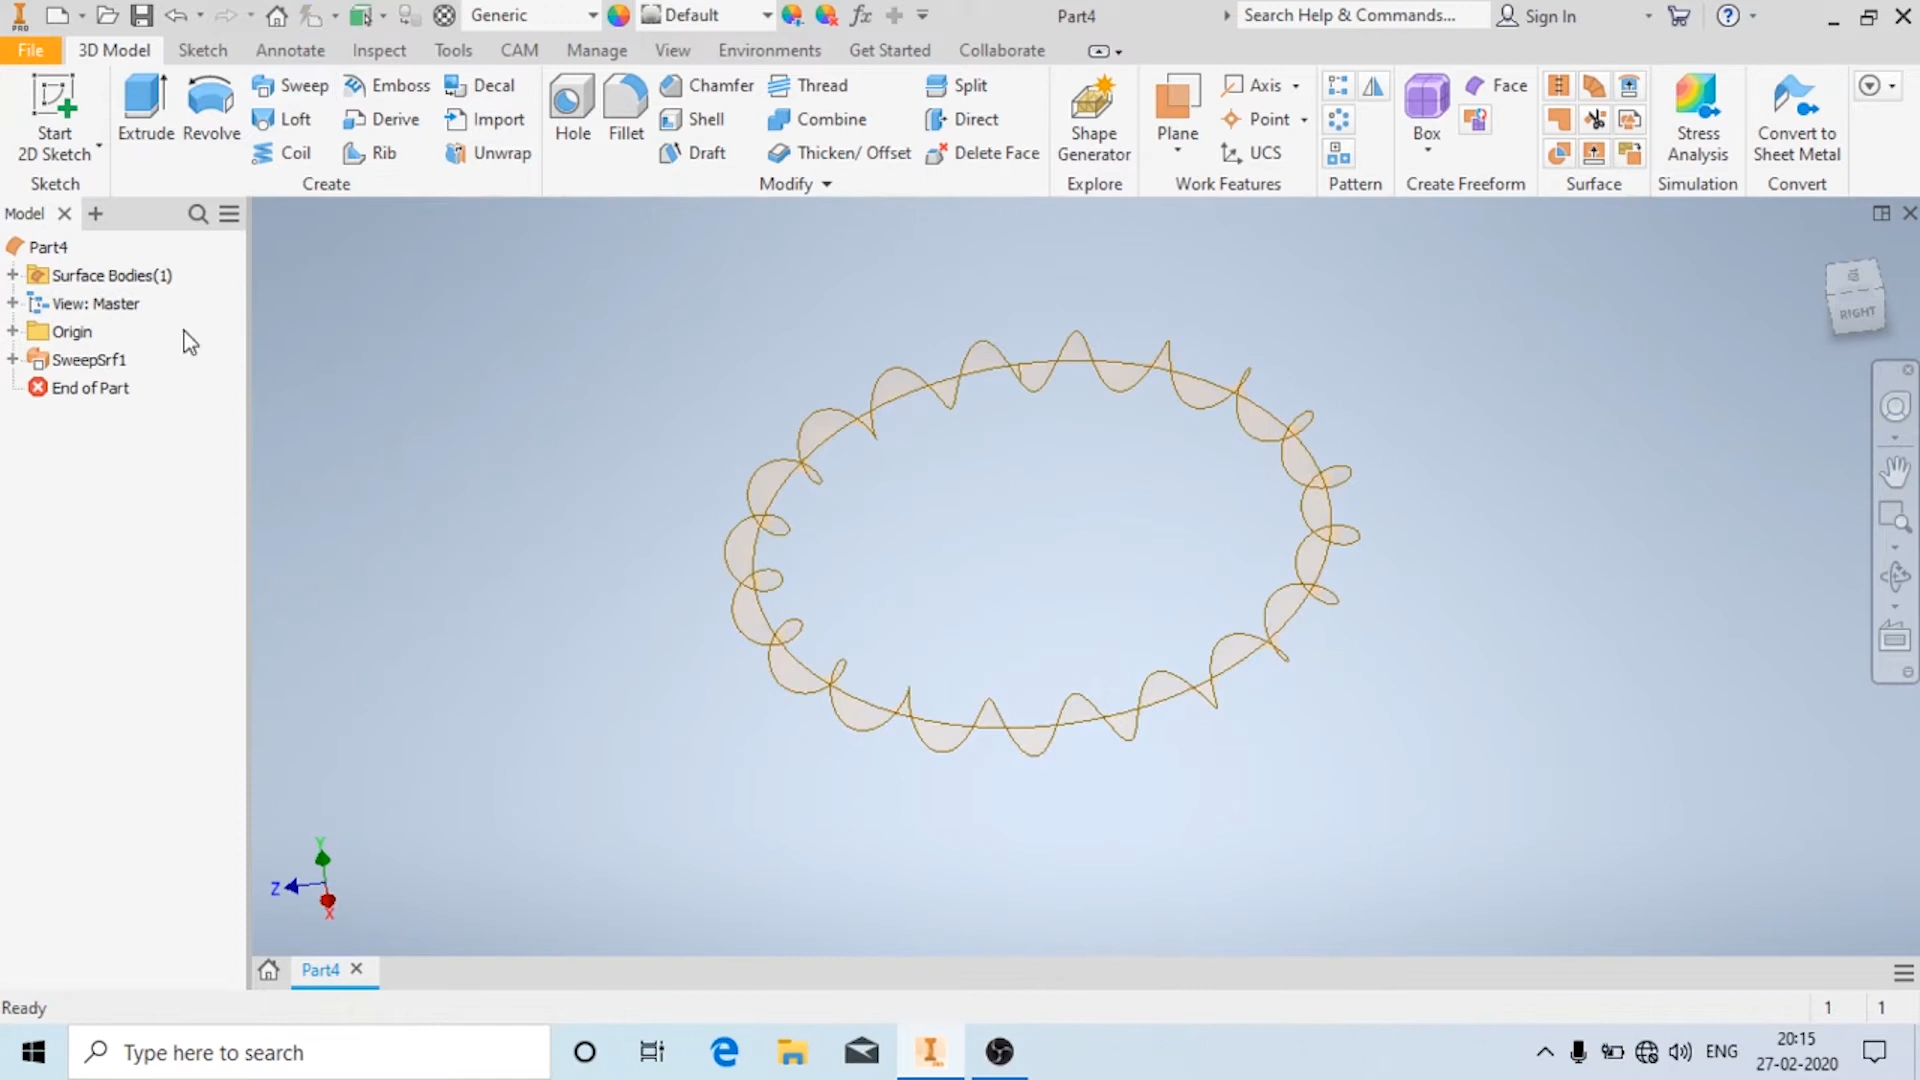 PRO Generic Default fx Part4 Search Help & Commands... Sign In
File 3D Model Sketch Annotate Inspect Tools CAM Manage View Environments Get Started Collaborate
Start 2D Sketch Extrude Revolve Sweep Emboss Decal Hole Fillet Chamfer Thread Split Shape Generator Plane Axis Box Face Stress Analysis Convert to Sheet Metal
Loft Derive Import Shell Combine Direct Point
Coil Rib Unwrap Draft Thicken/ Offset Delete Face UCS
Sketch Create Modify Explore Work Features Pattern Create Freeform Surface Simulation Convert
Model
Part4
Surface Bodies(1)
View: Master
Origin
SweepSrf1
End of Part
RIGHT
Y
Z
X
Part4
Ready 1 1
Type here to search ENG 20:15
27-02-2020